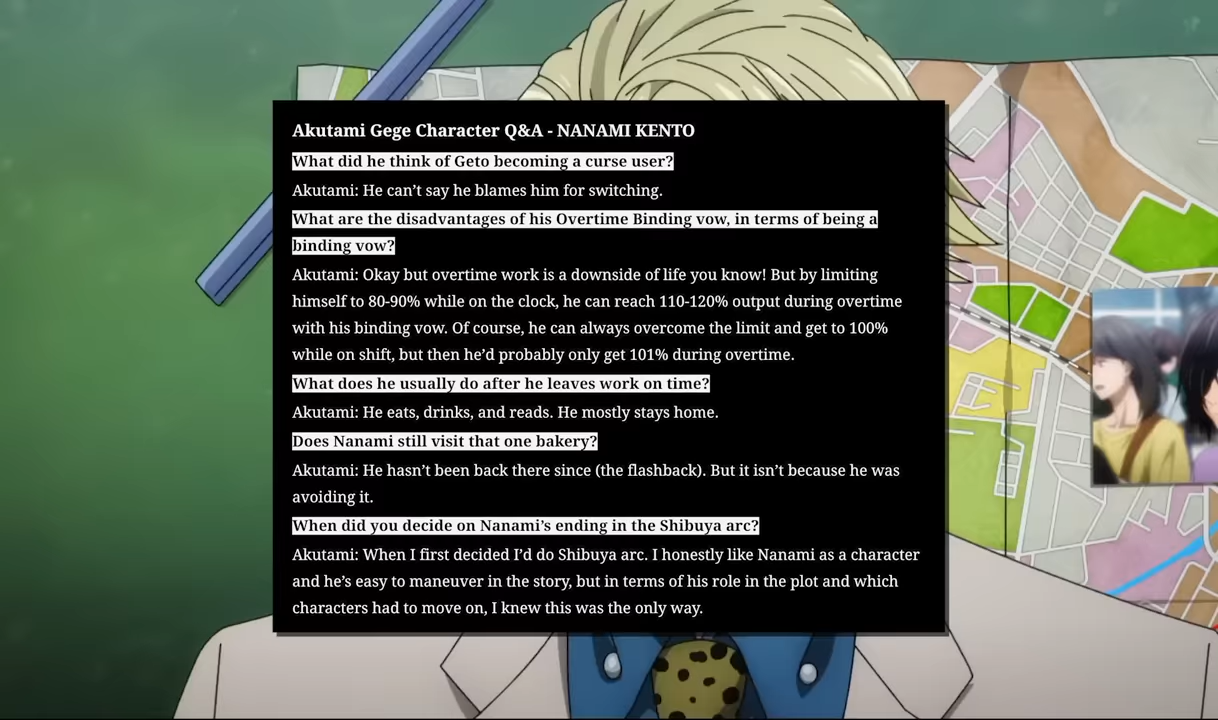 Akutami Gege Character Q&A - NANAMI KENTO
What did he think of Geto becoming a curse user?
Akutami: He can’t say he blames him for switching.
What are the disadvantages of his Overtime Binding vow, in terms of being a
binding vow?
Akutami: Okay but overtime work is a downside of life you know! But by limiting
himself to 80-90% while on the clock, he can reach 110-120% output during overtime
with his binding vow. Of course, he can always overcome the limit and get to 100%
while on shift, but then he’d probably only get 101% during overtime.
What does he usually do after he leaves work on time?
Akutami: He eats, drinks, and reads. He mostly stays home.
Does Nanami still visit that one bakery?
Akutami: He hasn’t been back there since (the flashback). But it isn’t because he was
avoiding it.
When did you decide on Nanami’s ending in the Shibuya arc?
Akutami: When I first decided I’d do Shibuya arc. I honestly like Nanami as a character
and he’s easy to maneuver in the story, but in terms of his role in the plot and which
characters had to move on, I knew this was the only way.